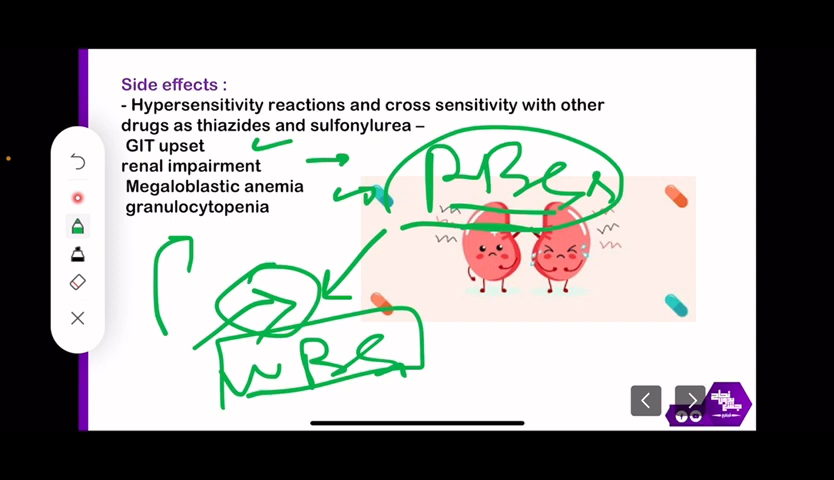 Side effects :
- Hypersensitivity reactions and cross sensitivity with other
drugs as thiazides and sulfonylurea –
GIT upset
renal impairment
Megaloblastic anemia
granulocytopenia
RBCs